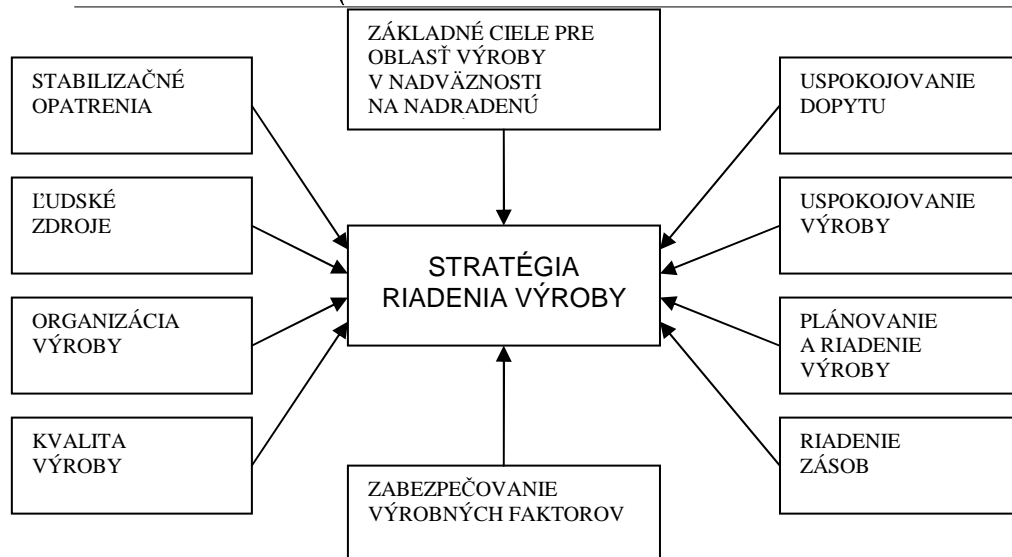 ZÁKLADNÉ CIELE PRE
OBLASŤ VÝROBY
V NADVÄZNOSTI
NA NADRADENÚ
STABILIZAČNÉ
OPATRENIA
USPOKOJOVANIE
DOPYTU
ĽUDSKÉ
ZDROJE
USPOKOJOVANIE
VÝROBY
STRATÉGIA
RIADENIA VÝROBY
ORGANIZÁCIA
VÝROBY
PLÁNOVANIE
A RIADENIE
VÝROBY
KVALITA
VÝROBY
RIADENIE
ZÁSOB
ZABEZPEČOVANIE
VÝROBNÝCH FAKTOROV